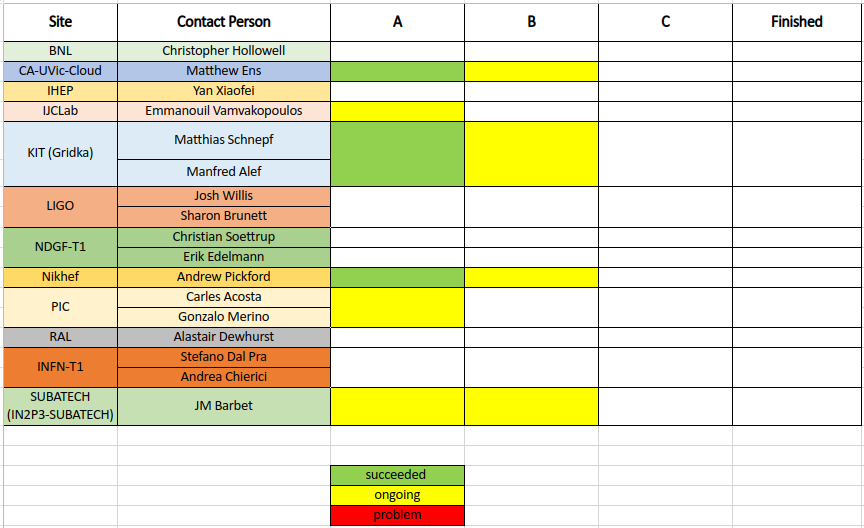 Site Contact Person A B C Finished
BNL Christopher Hollowell
CA-UVic-Cloud Matthew Ens
IHEP Yan Xiaofei
IJCLab Emmanouil Vamvakopoulos
KIT (Gridka) Matthias Schnepf
Manfred Alef
LIGO Josh Willis
Sharon Brunett
NDGF-T1 Christian Soettrup
Erik Edelmann
Nikhef Andrew Pickford
PIC Carles Acosta
Gonzalo Merino
RAL Alastair Dewhurst
INFN-T1 Stefano Dal Pra
Andrea Chierici
SUBATECH
(IN2P3-SUBATECH) JM Barbet
succeeded
ongoing
problem